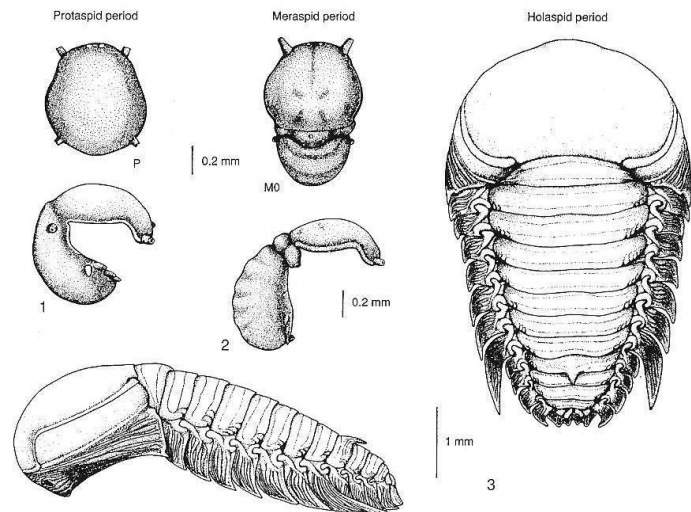 Protaspid period
Meraspid period
Holaspid period
P
0.2 mm
M0
1
2
0.2 mm
1 mm
3